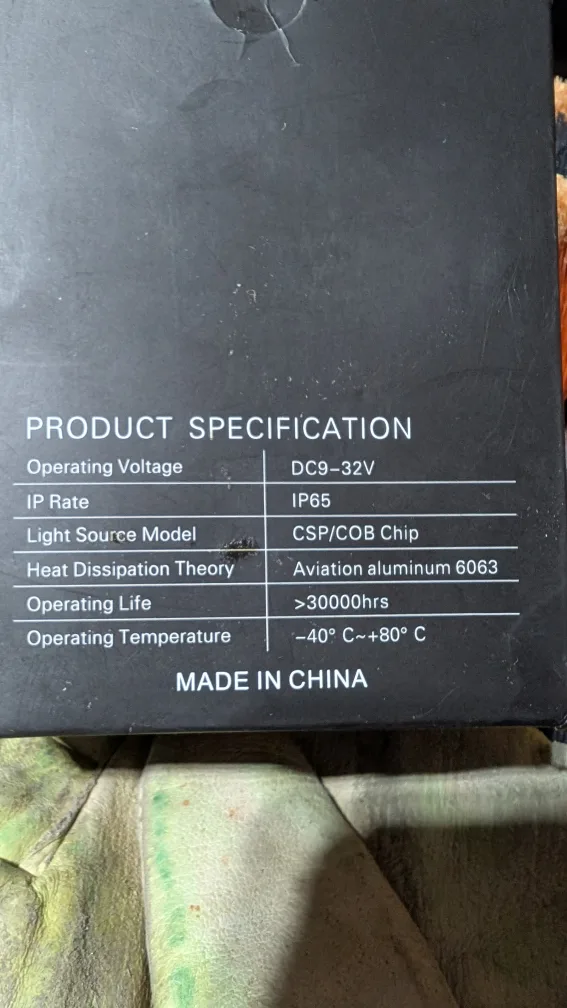 PRODUCT SPECIFICATION
Operating Voltage DC9-32V
IP Rate IP65
Light Source Model CSP/COB Chip
Heat Dissipation Theory Aviation aluminum 6063
Operating Life >30000hrs
Operating Temperature -40° C~+80° C
MADE IN CHINA